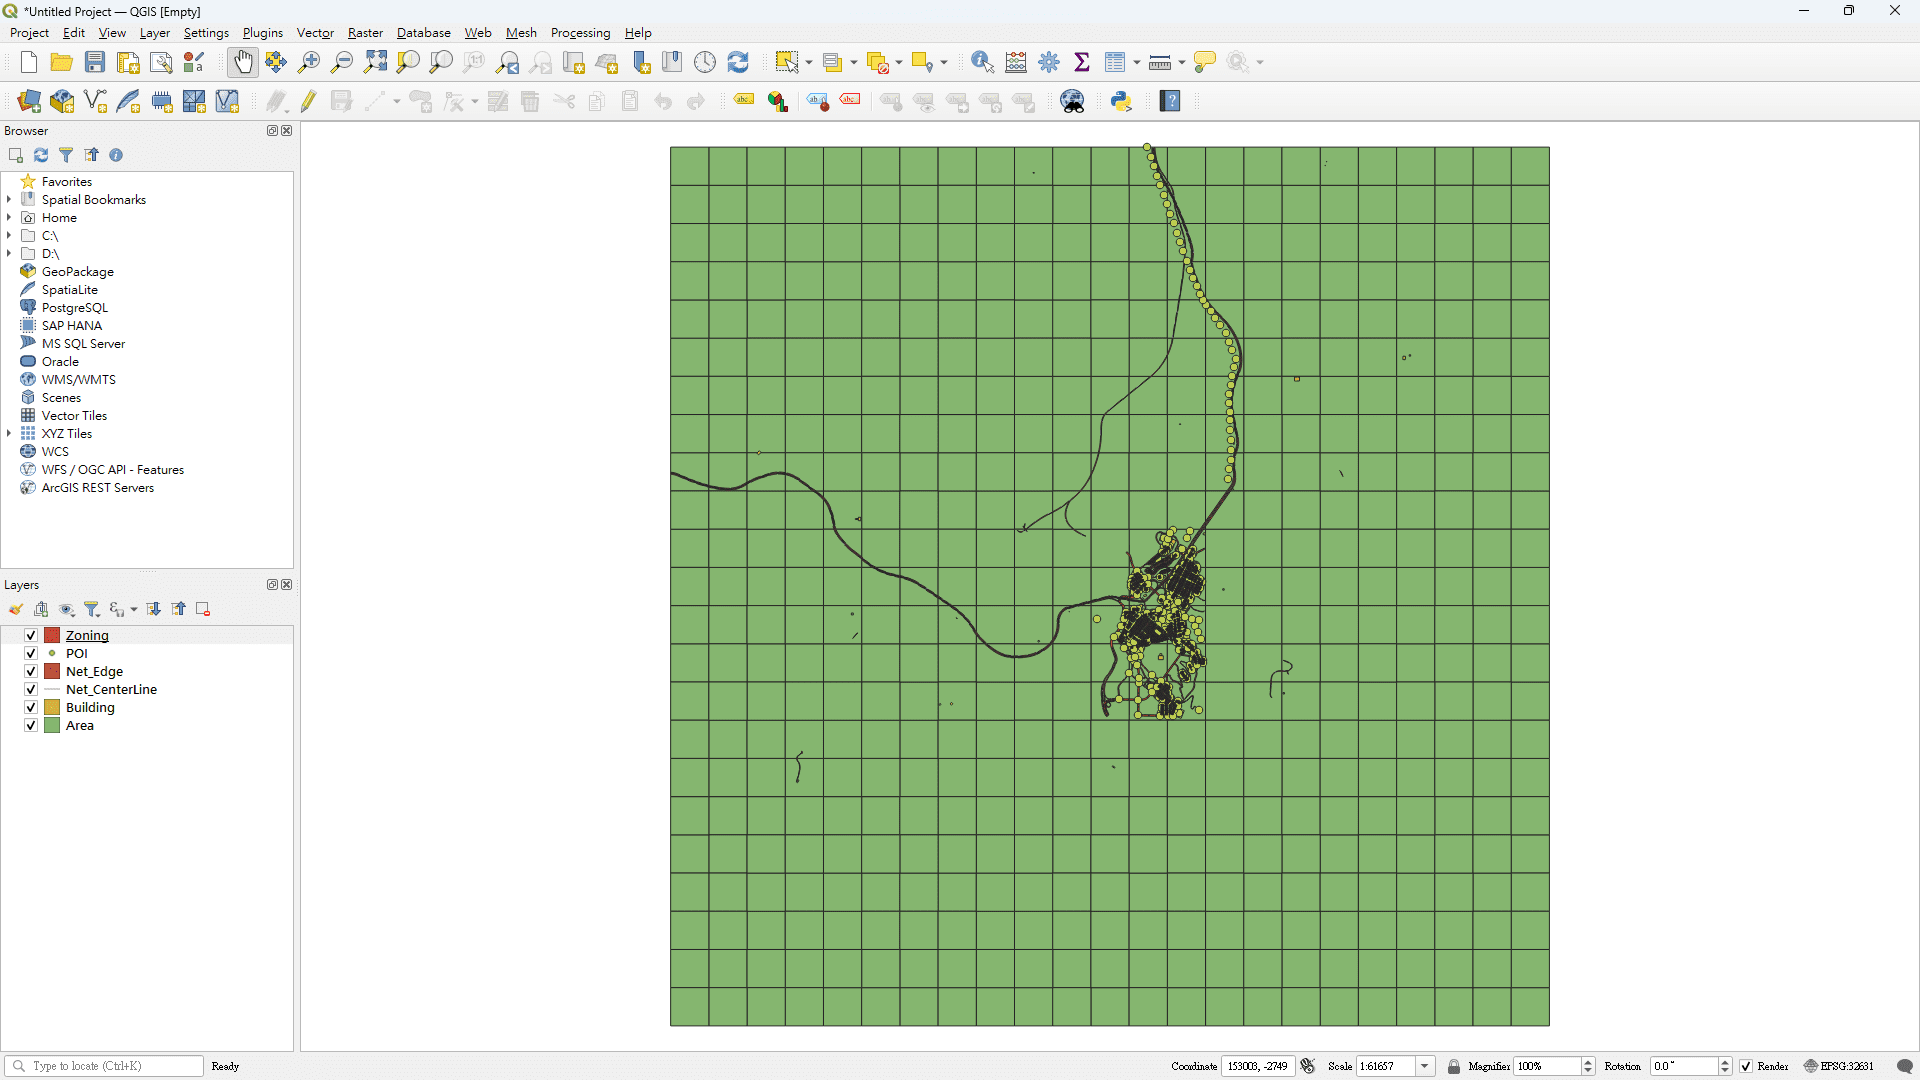 *Untitled Project — QGIS [Empty]
Project Edit View Layer Settings Plugins Vector Raster Database Web Mesh Processing Help
Browser
Favorites
Spatial Bookmarks
Home
C:\
D:\
GeoPackage
SpatiaLite
PostgreSQL
SAP HANA
MS SQL Server
Oracle
WMS/WMTS
Scenes
Vector Tiles
XYZ Tiles
WCS
WFS / OGC API - Features
ArcGIS REST Servers
Layers
Zoning
POI
Net_Edge
Net_CenterLine
Building
Area
Type to locate (Ctrl+K) Ready Coordinate 153003, -2749 Scale 1:61657 Magnifier 100% Rotation 0.0 ° Render EPSG:32631